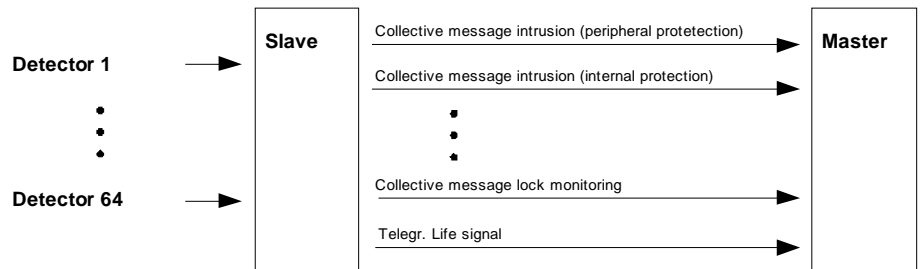 Slave
Collective message intrusion (peripheral protetection)
Master
Detector 1
Collective message intrusion (internal protection)
Detector 64
Collective message lock monitoring
Telegr. Life signal